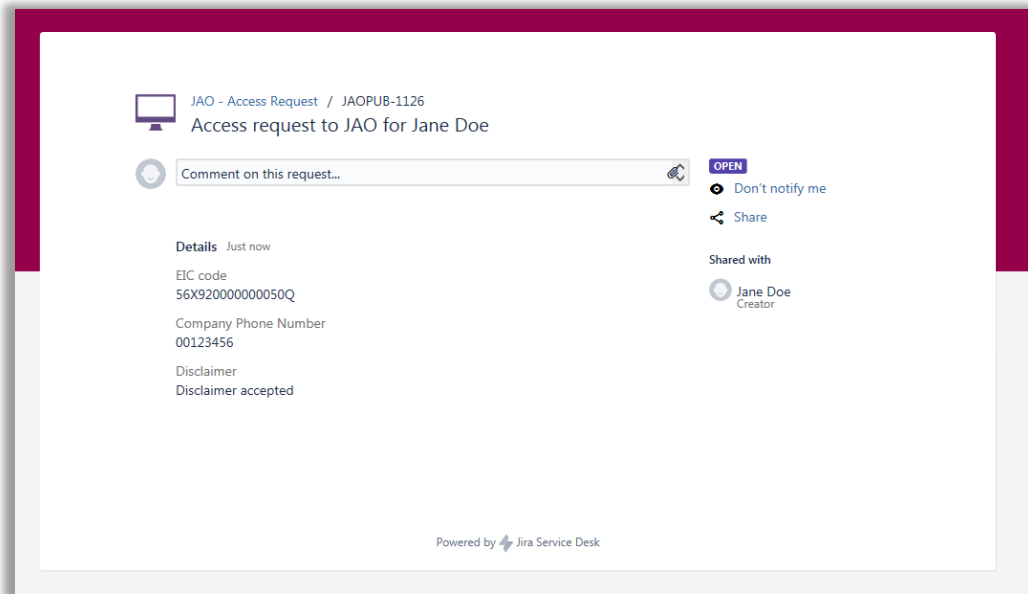 JAO - Access Request / JAOPUB-1126
Access request to JAO for Jane Doe
Comment on this request...
OPEN
Don't notify me
Share
Details Just now
EIC code
56X920000000050Q
Company Phone Number
00123456
Disclaimer
Disclaimer accepted
Shared with
Jane Doe
Creator
Powered by Jira Service Desk